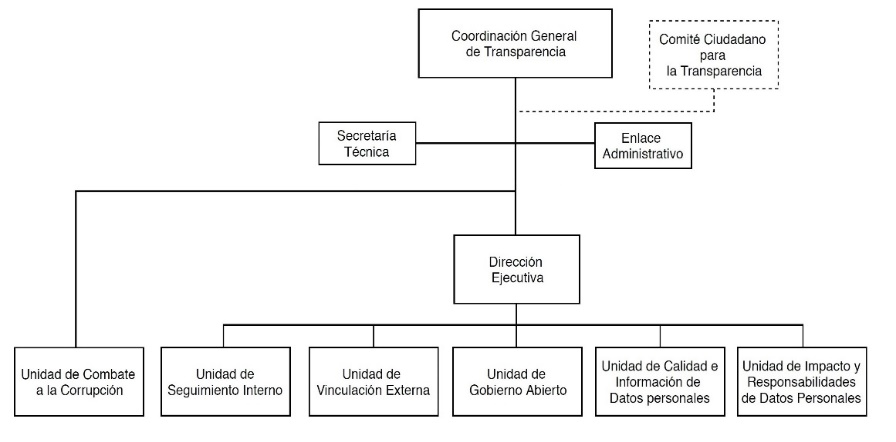 Coordinación General
de Transparencia
Comité Ciudadano
para
la Transparencia
Secretaría
Técnica
Enlace
Administrativo
Dirección
Ejecutiva
Unidad de Combate
a la Corrupción
Unidad de
Seguimiento Interno
Unidad de
Vinculación Externa
Unidad de
Gobierno Abierto
Unidad de Calidad e
Información de
Datos personales
Unidad de Impacto y
Responsabilidades
de Datos Personales